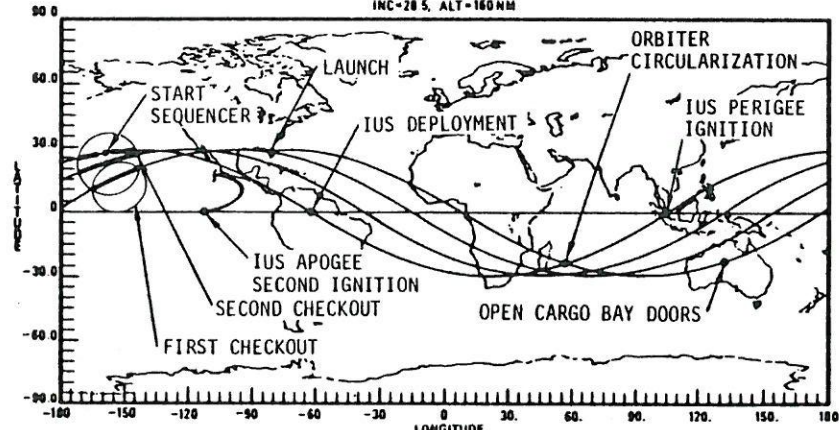 INC=28 5, ALT=160 NM
90.0
60.0
30.0
0
-30.0
-60.0
-90.0
LATITUDE
START
SEQUENCER
LAUNCH
IUS DEPLOYMENT
ORBITER
CIRCULARIZATION
IUS PERIGEE
IGNITION
IUS APOGEE
SECOND IGNITION
SECOND CHECKOUT
FIRST CHECKOUT
OPEN CARGO BAY DOORS
-180 -150 -120 -90 -60 -30 0 30. 60. 90. 120. 150. 180
LONGITUDE